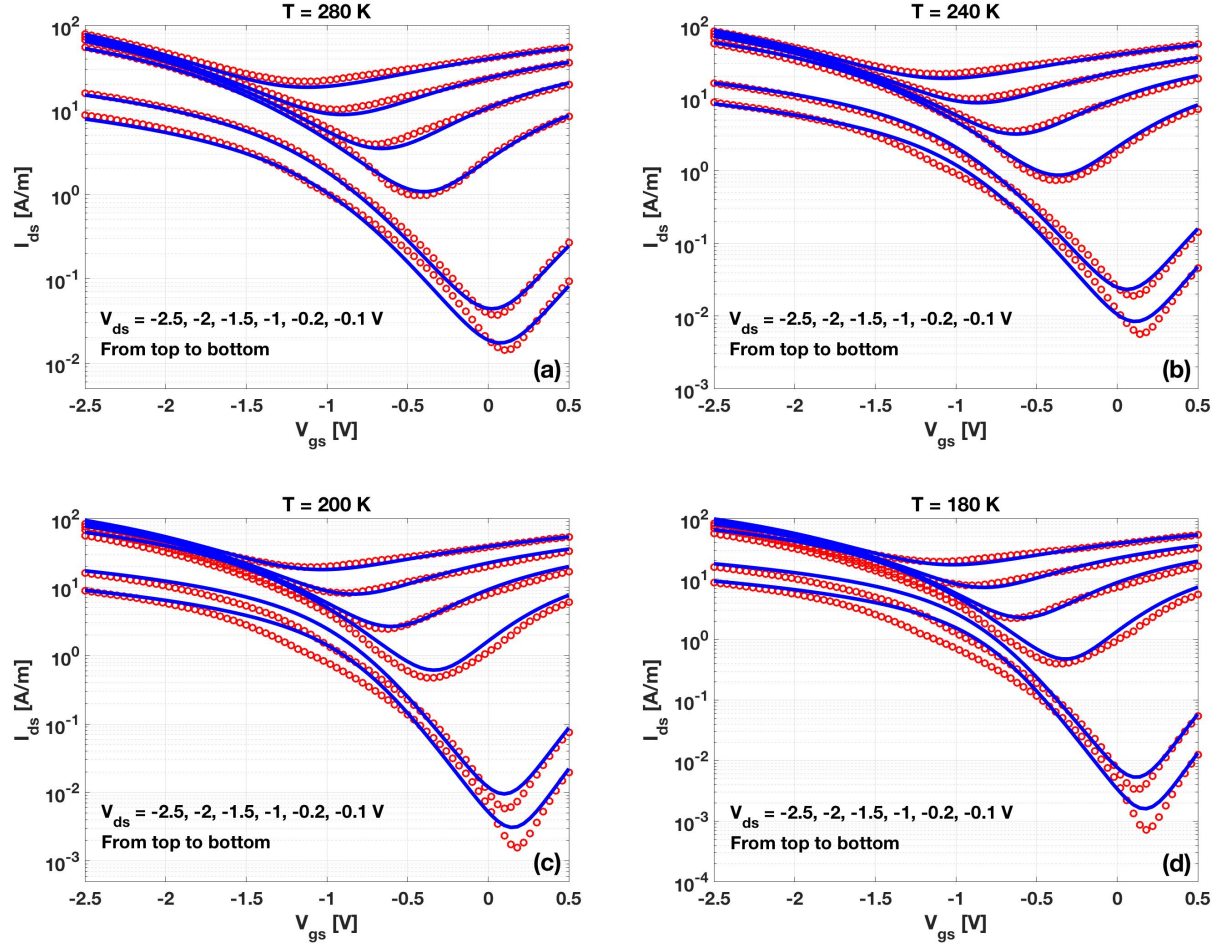 T = 280 K
10^2
10^1
10^0
10^-1
10^-2
I_ds [A/m]
V_ds = -2.5, -2, -1.5, -1, -0.2, -0.1 V
From top to bottom
(a)
-2.5 -2 -1.5 -1 -0.5 0 0.5
V_gs [V]
T = 240 K
10^2
10^1
10^0
10^-1
10^-2
10^-3
I_ds [A/m]
V_ds = -2.5, -2, -1.5, -1, -0.2, -0.1 V
From top to bottom
(b)
-2.5 -2 -1.5 -1 -0.5 0 0.5
V_gs [V]
T = 200 K
10^2
10^1
10^0
10^-1
10^-2
10^-3
I_ds [A/m]
V_ds = -2.5, -2, -1.5, -1, -0.2, -0.1 V
From top to bottom
(c)
-2.5 -2 -1.5 -1 -0.5 0 0.5
V_gs [V]
T = 180 K
10^2
10^1
10^0
10^-1
10^-2
10^-3
10^-4
I_ds [A/m]
V_ds = -2.5, -2, -1.5, -1, -0.2, -0.1 V
From top to bottom
(d)
-2.5 -2 -1.5 -1 -0.5 0 0.5
V_gs [V]